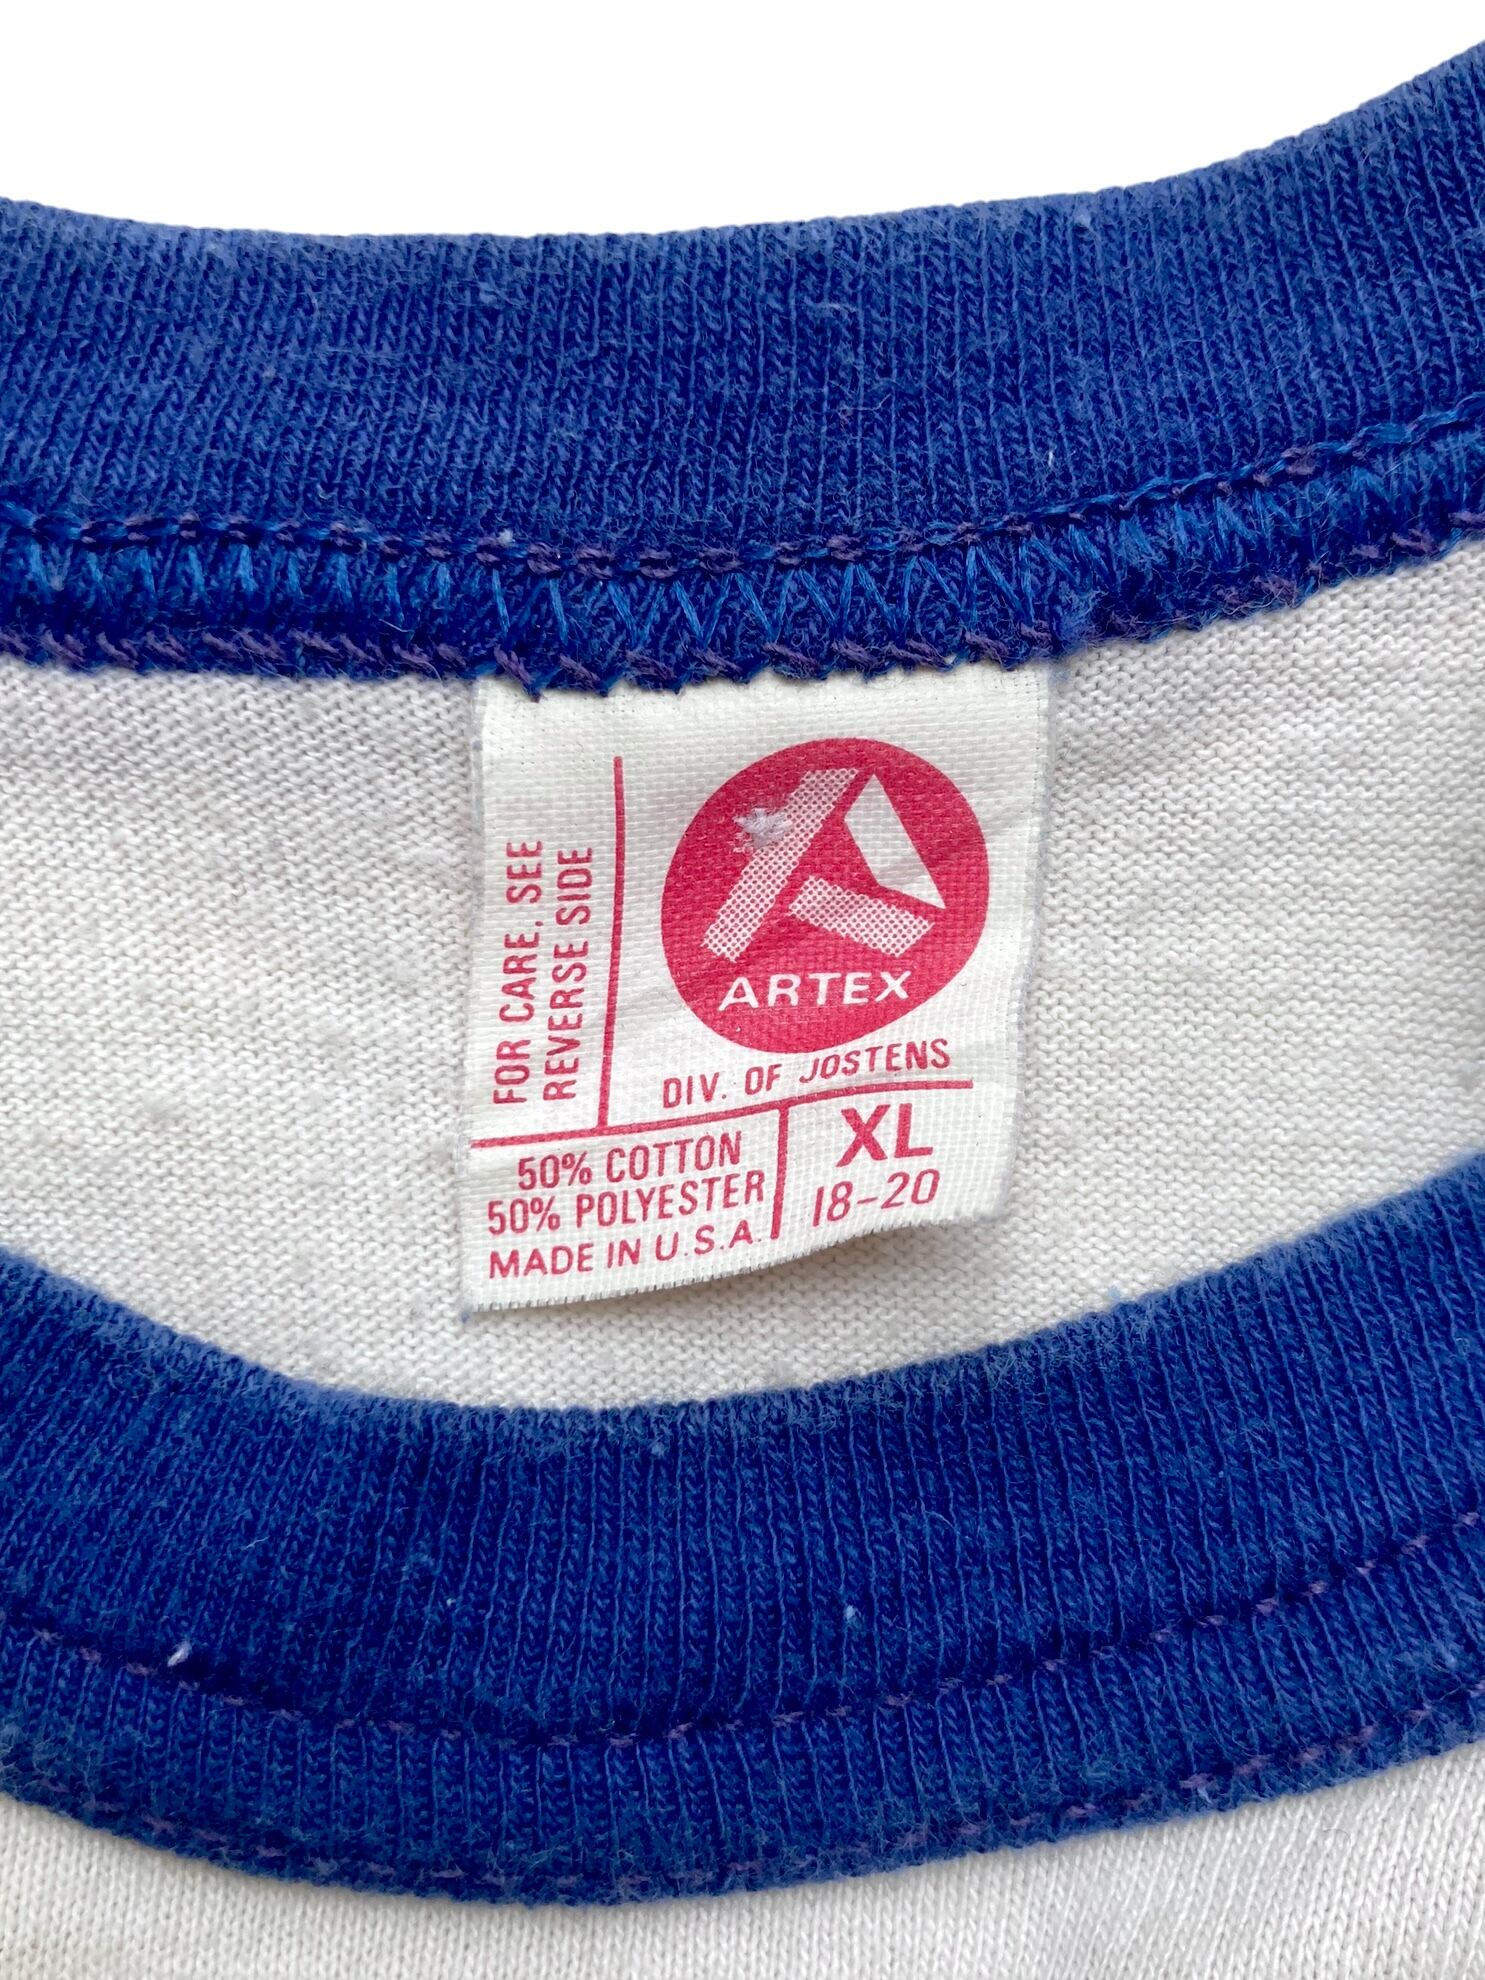 FOR CARE, SEE
REVERSE SIDE
ARTEX
DIV. OF JOSTENS
50% COTTON
50% POLYESTER
MADE IN U.S.A.
XL
18-20